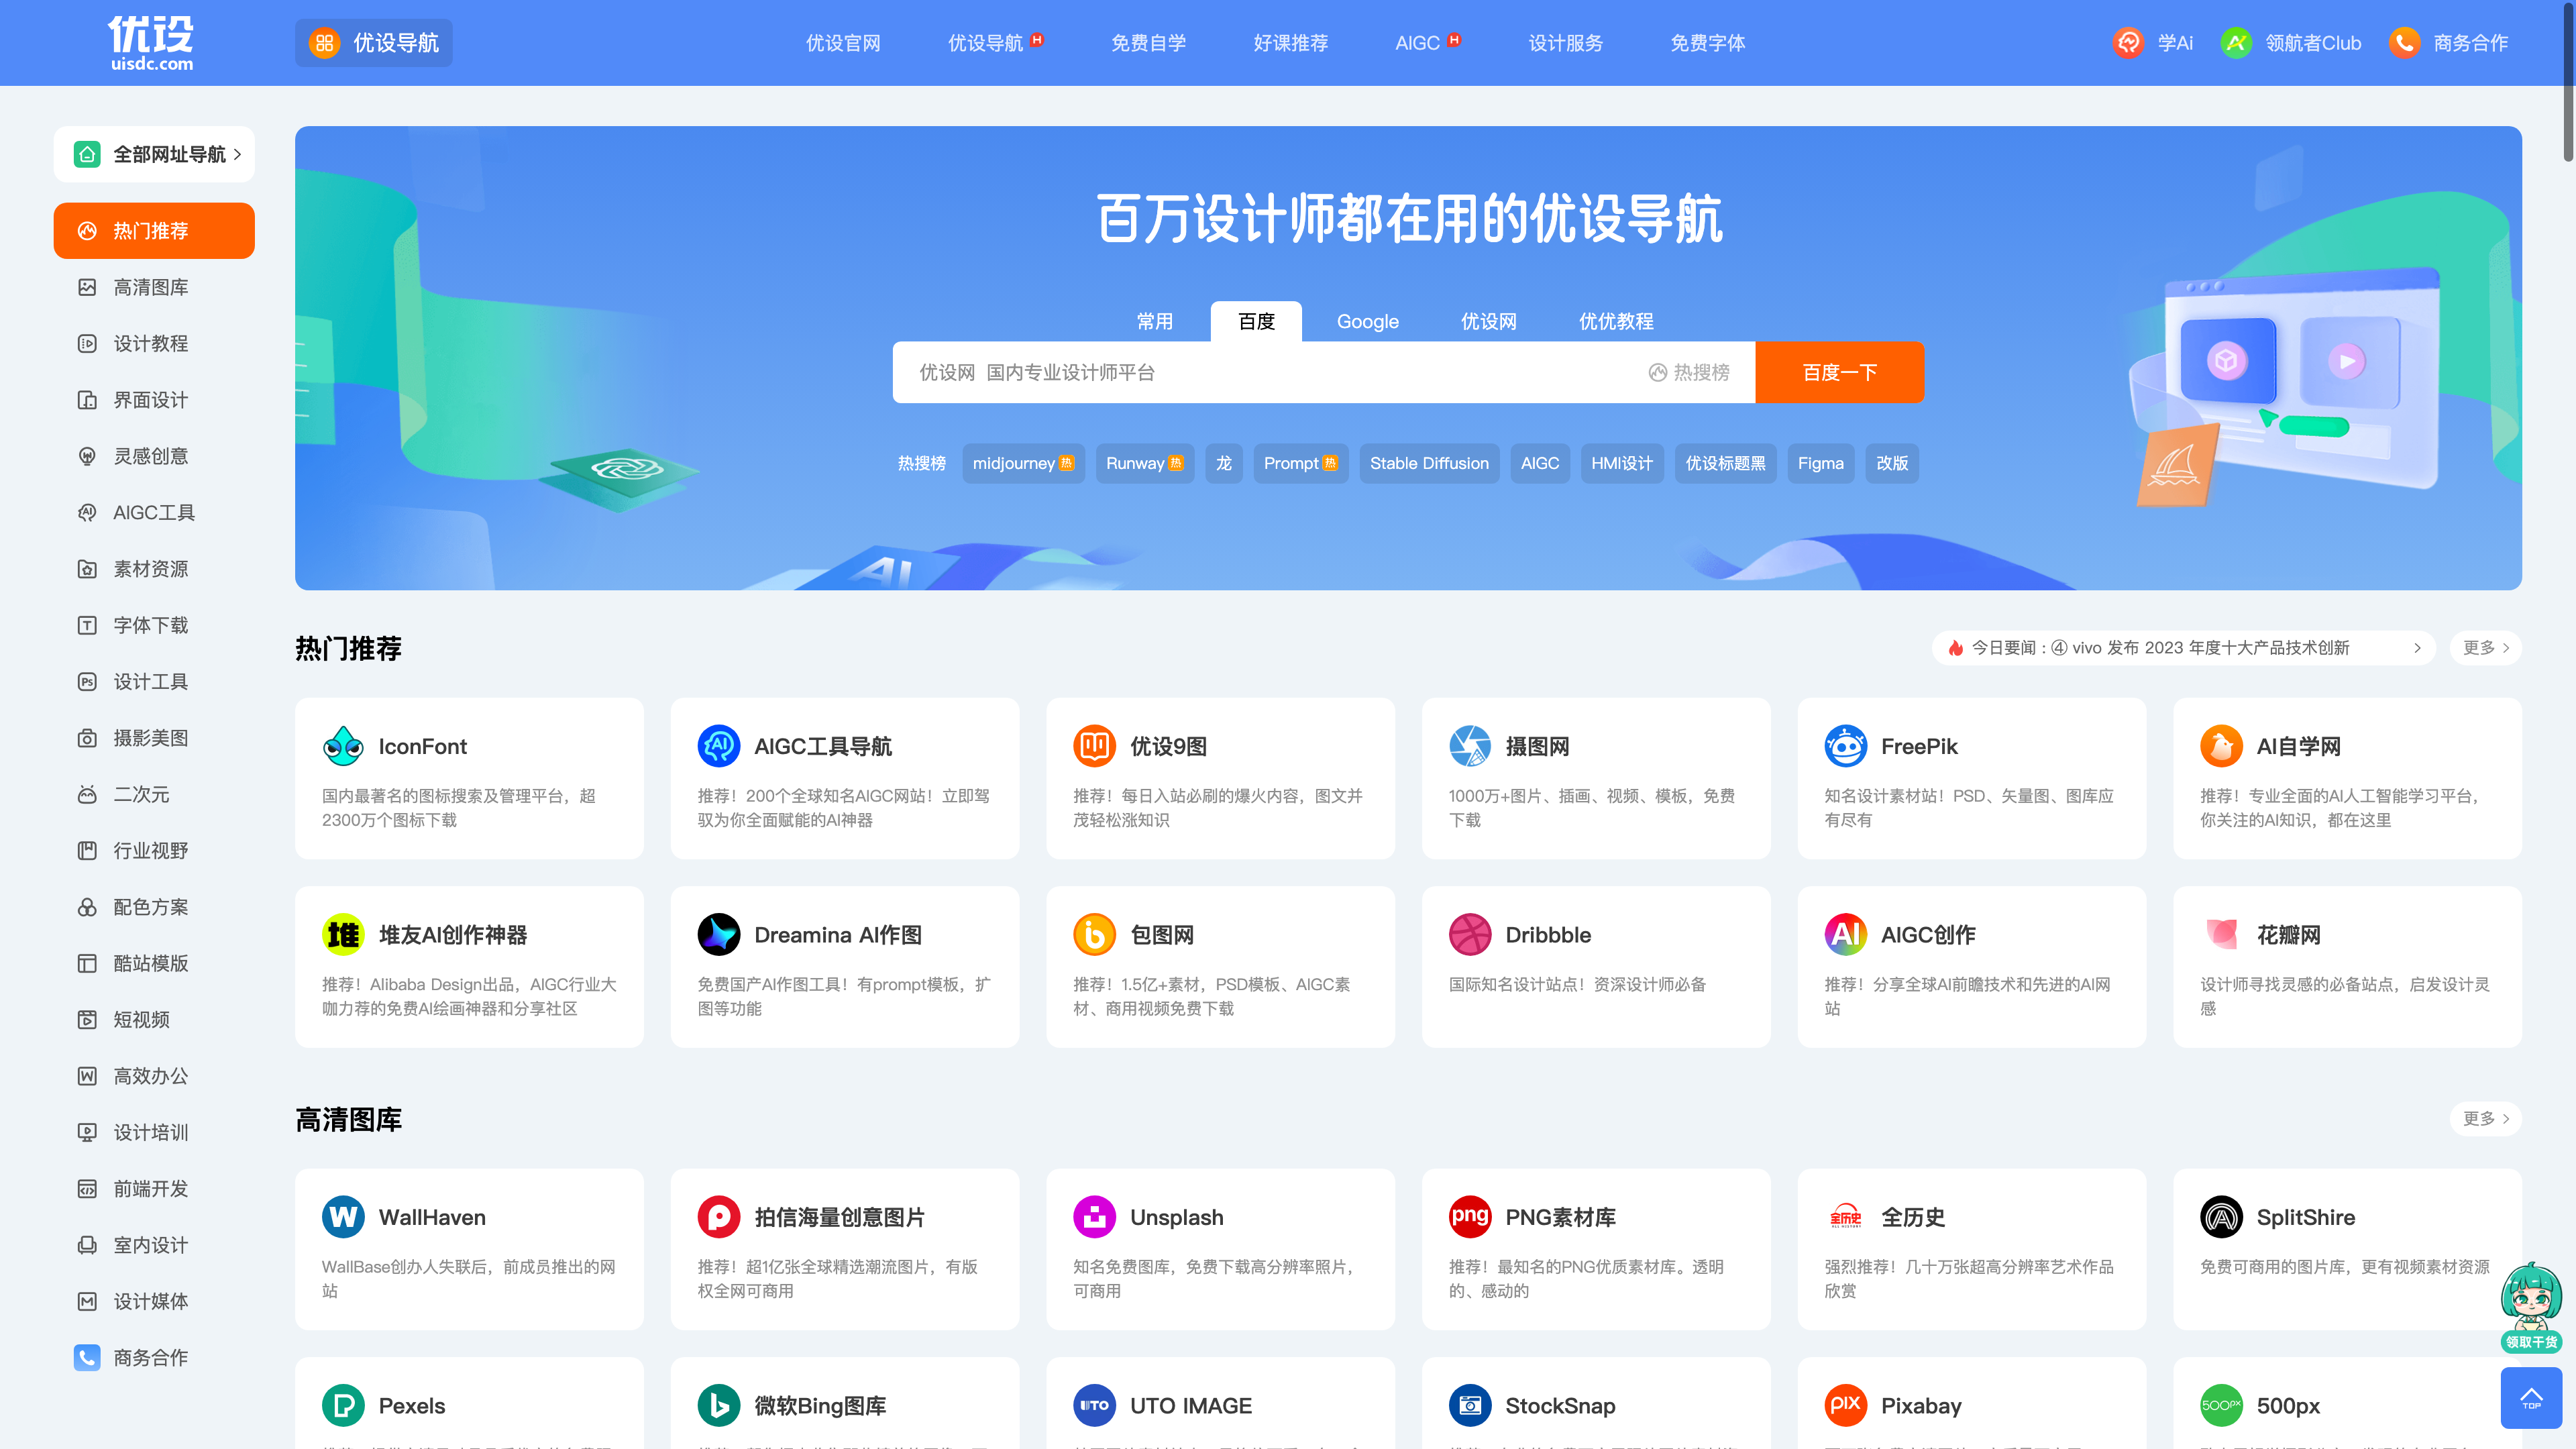 优设
uisdc.com
优设导航
优设官网
优设导航 H
免费自学
好课推荐
AIGC H
设计服务
免费字体
学Ai
领航者Club
商务合作
全部网址导航
热门推荐
高清图库
设计教程
界面设计
灵感创意
AIGC工具
素材资源
字体下载
设计工具
摄影美图
二次元
行业视野
配色方案
酷站模版
短视频
高效办公
设计培训
前端开发
室内设计
设计媒体
商务合作
百万设计师都在用的优设导航
常用
百度
Google
优设网
优优教程
优设网 国内专业设计师平台
热搜榜
百度一下
热搜榜
midjourney 热
Runway 热
龙
Prompt 热
Stable Diffusion
AIGC
HMI设计
优设标题黑
Figma
改版
AI
热门推荐
今日要闻：④ vivo 发布 2023 年度十大产品技术创新
更多
IconFont
国内最著名的图标搜索及管理平台，超
2300万个图标下载
AIGC工具导航
推荐！200个全球知名AIGC网站！立即驾
驭为你全面赋能的AI神器
优设9图
推荐！每日入站必刷的爆火内容，图文并
茂轻松涨知识
摄图网
1000万+图片、插画、视频、模板，免费
下载
FreePik
知名设计素材站！PSD、矢量图、图库应
有尽有
AI自学网
推荐！专业全面的AI人工智能学习平台，
你关注的AI知识，都在这里
堆
堆友AI创作神器
推荐！Alibaba Design出品，AIGC行业大
咖力荐的免费AI绘画神器和分享社区
Dreamina AI作图
免费国产AI作图工具！有prompt模板，扩
图等功能
包图网
推荐！1.5亿+素材，PSD模板、AIGC素
材、商用视频免费下载
Dribbble
国际知名设计站点！资深设计师必备
AI
AIGC创作
推荐！分享全球AI前瞻技术和先进的AI网
站
花瓣网
设计师寻找灵感的必备站点，启发设计灵
感
高清图库
更多
W
WallHaven
WallBase创办人失联后，前成员推出的网
站
拍信海量创意图片
推荐！超1亿张全球精选潮流图片，有版
权全网可商用
Unsplash
知名免费图库，免费下载高分辨率照片，
可商用
png
PNG素材库
推荐！最知名的PNG优质素材库。透明
的、感动的
全历史
全历史
强烈推荐！几十万张超高分辨率艺术作品
欣赏
SplitShire
免费可商用的图片库，更有视频素材资源
领取干货
Pexels
微软Bing图库
UTO
UTO IMAGE
StockSnap
PIX
Pixabay
500px
500px
TOP